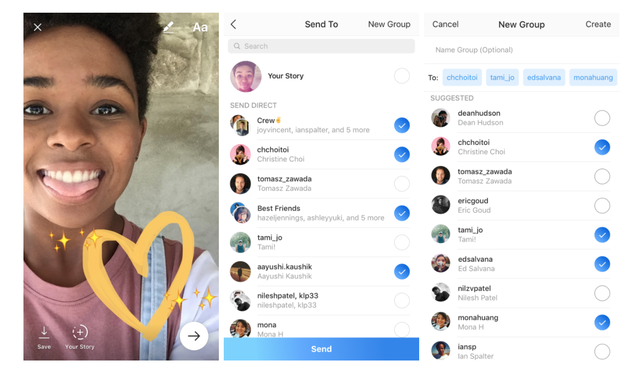 Aa
Save
Your Story
Send To
New Group
Search
Your Story
SEND DIRECT
Crew✌
joyvincent, ianspalter, and 5 more
chchoitoi
Christine Choi
tomasz_zawada
Tomasz Zawada
Best Friends
hazeljennings, ashleyyuki, and 5 more
tami_jo
Tami!
aayushi.kaushik
Aayushi Kaushik
nileshpatel, klp33
nileshpatel, klp33
mona
Mona H
Send
Cancel
New Group
Create
Name Group (Optional)
To: chchoitoi tami_jo edsalvana monahuang
SUGGESTED
deanhudson
Dean Hudson
chchoitoi
Christine Choi
tomasz_zawada
Tomasz Zawada
ericgoud
Eric Goud
tami_jo
Tami!
edsalvana
Ed Salvana
nilzvpatel
Nilesh Patel
monahuang
Mona H
iansp
Ian Spalter